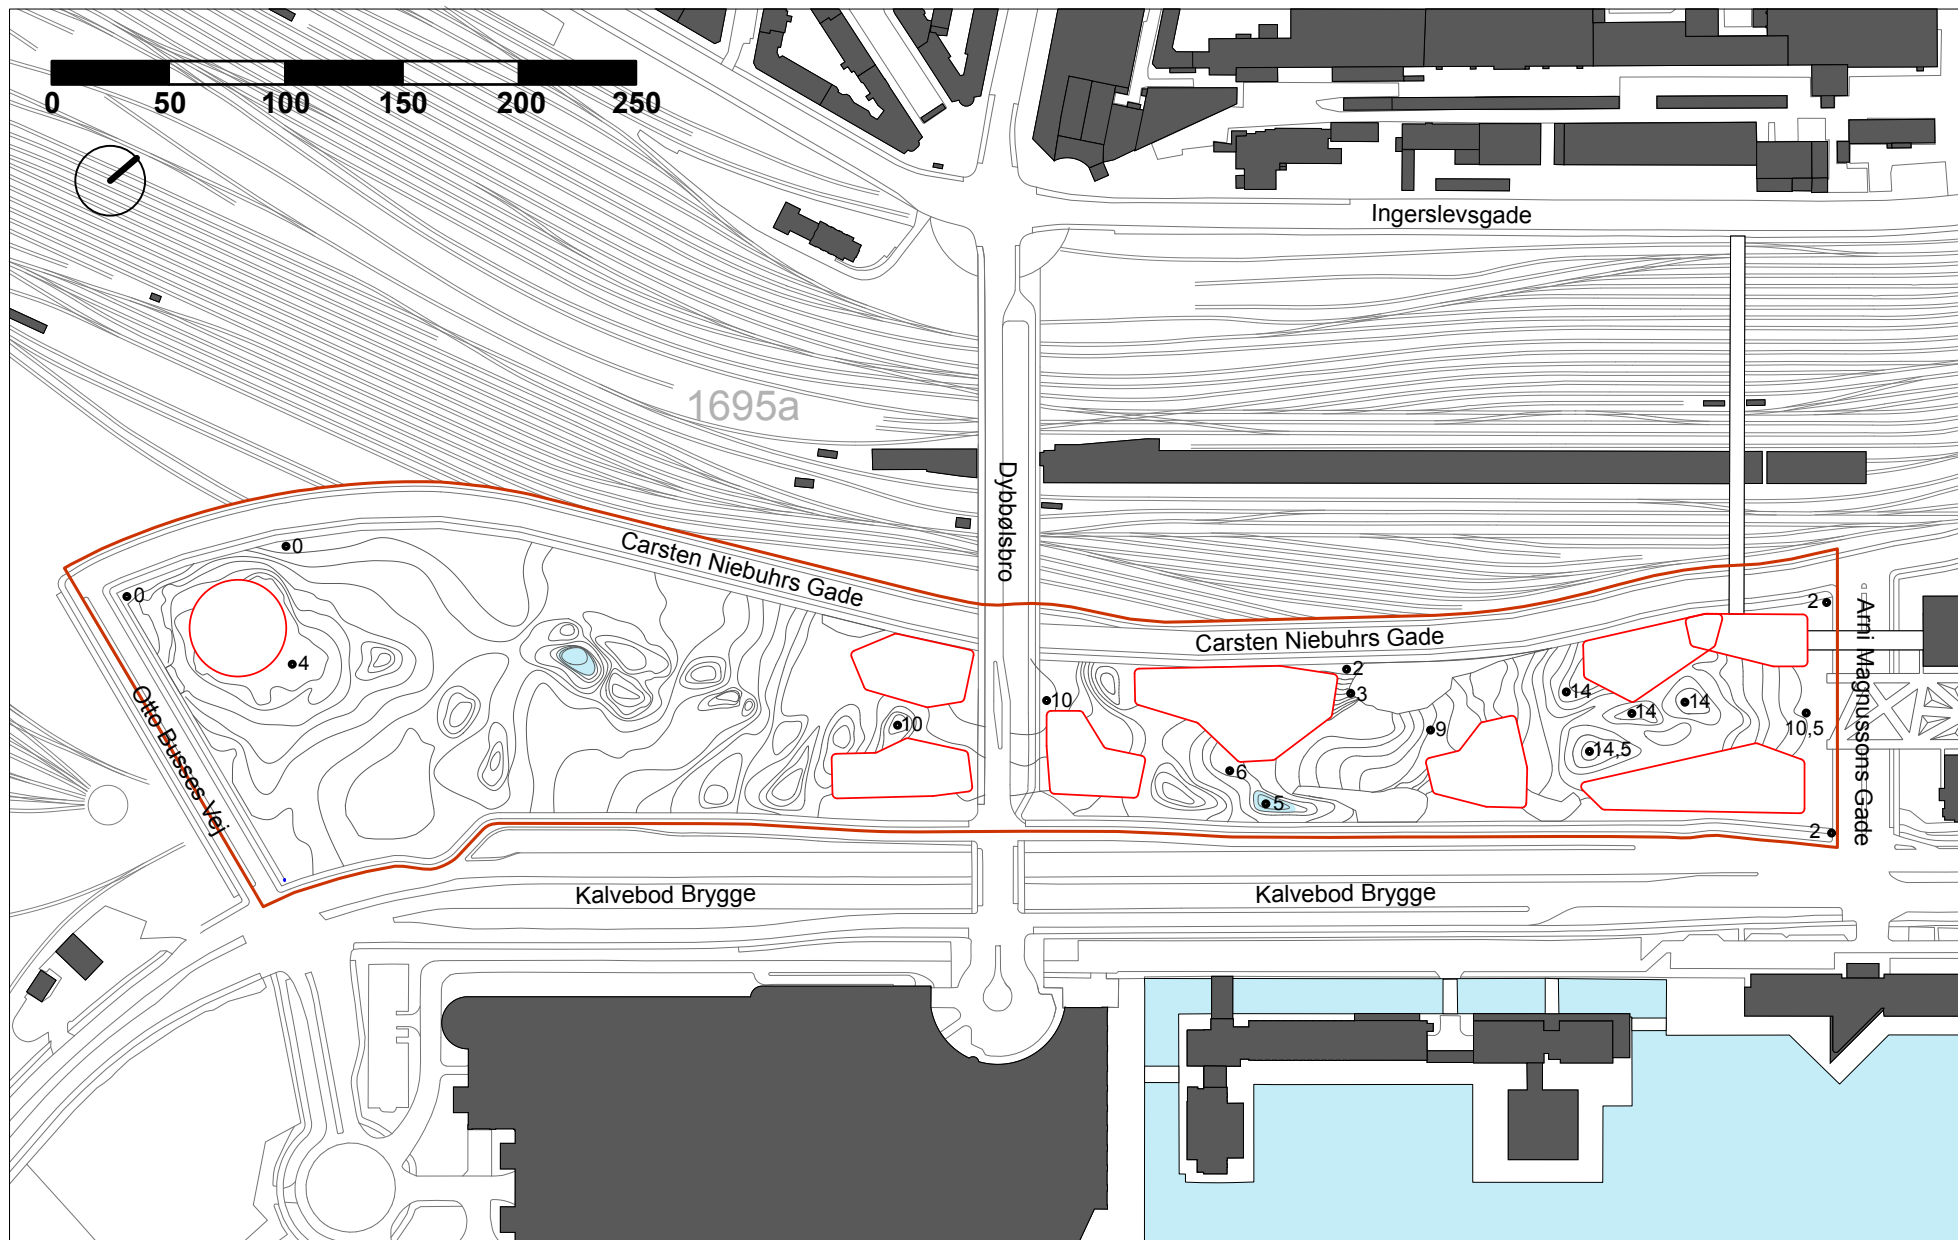 0 50 100 150 200 250
Ingerslevsgade
1695a
Dybbølsbro
Carsten Niebuhrs Gade
Carsten Niebuhrs Gade
Otto Busses Vej
Arni Magnussons Gade
0
0
4
10
10
2
3
9
6
5
14
14
14
14,5
10,5
2
2
Kalvebod Brygge
Kalvebod Brygge